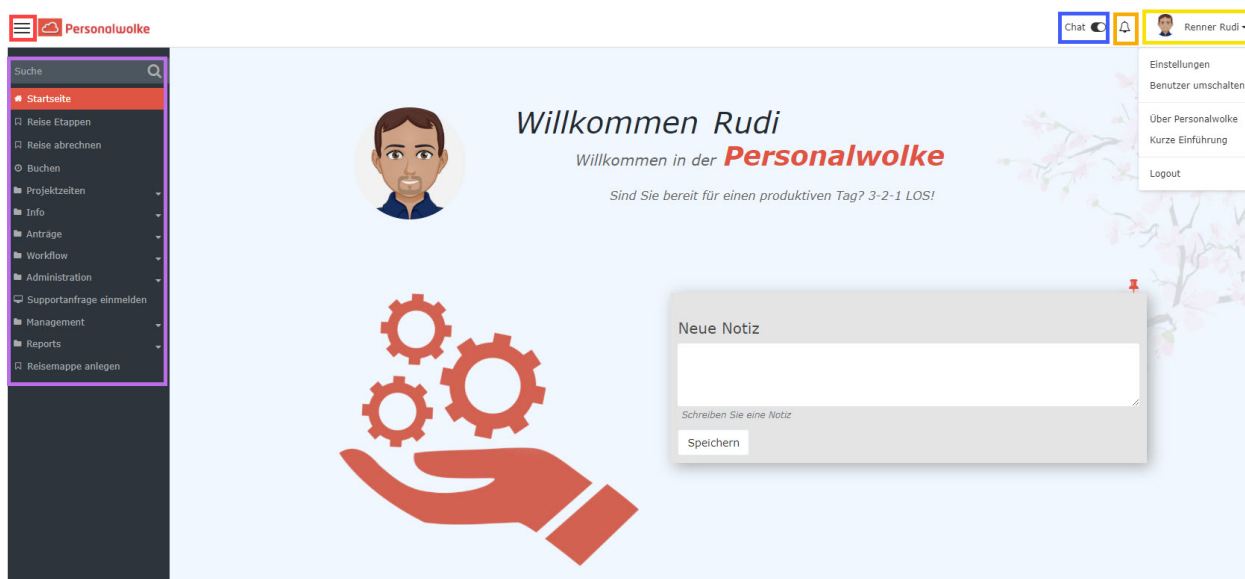 Personalwolke
Chat
Renner Rudi
Suche
Startseite
Reise Etappen
Reise abrechnen
Buchen
Projektzeiten
Info
Anträge
Workflow
Administration
Supportanfrage einmelden
Management
Reports
Reisemappe anlegen
Willkommen Rudi
Willkommen in der Personalwolke
Sind Sie bereit für einen produktiven Tag? 3-2-1 LOS!
Einstellungen
Benutzer umschalten
Über Personalwolke
Kurze Einführung
Logout
Neue Notiz
Schreiben Sie eine Notiz
Speichern